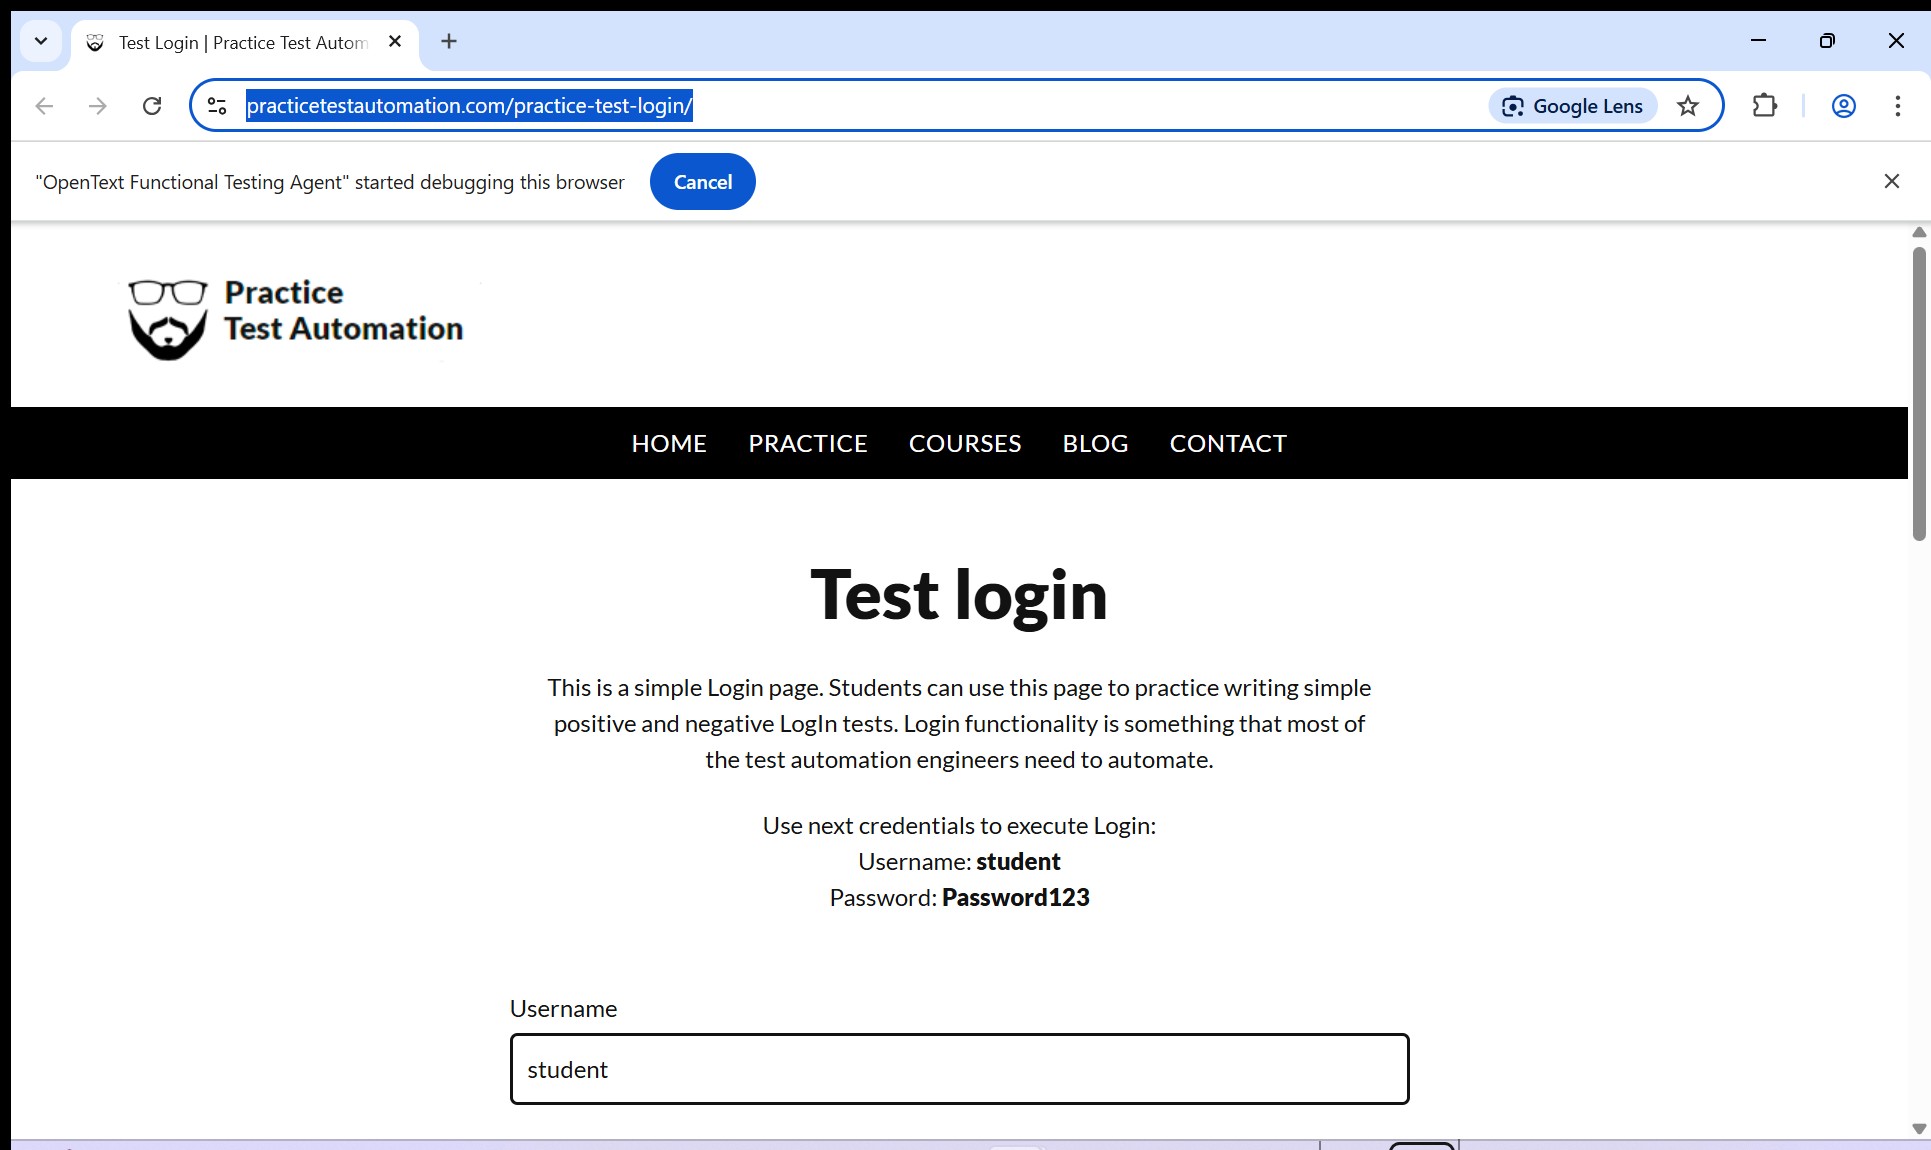 Test Login | Practice Test Autom
practicetestautomation.com/practice-test-login/
Google Lens
"OpenText Functional Testing Agent" started debugging this browser
Cancel
Practice
Test Automation
HOME PRACTICE COURSES BLOG CONTACT
Test login
This is a simple Login page. Students can use this page to practice writing simple
positive and negative LogIn tests. Login functionality is something that most of
the test automation engineers need to automate.
Use next credentials to execute Login:
Username: student
Password: Password123
Username
student